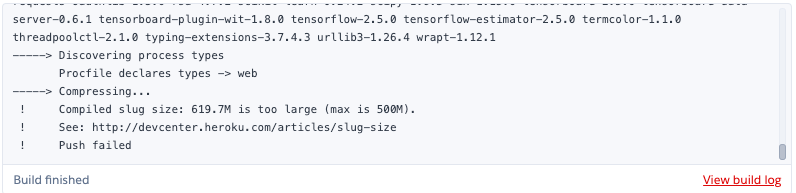 server-0.6.1 tensorboard-plugin-wit-1.8.0 tensorflow-2.5.0 tensorflow-estimator-2.5.0 termcolor-1.1.0
threadpoolctl-2.1.0 typing-extensions-3.7.4.3 urllib3-1.26.4 wrapt-1.12.1
-----> Discovering process types
Procfile declares types -> web
-----> Compressing...
! Compiled slug size: 619.7M is too large (max is 500M).
! See: http://devcenter.heroku.com/articles/slug-size
! Push failed
Build finished
View build log